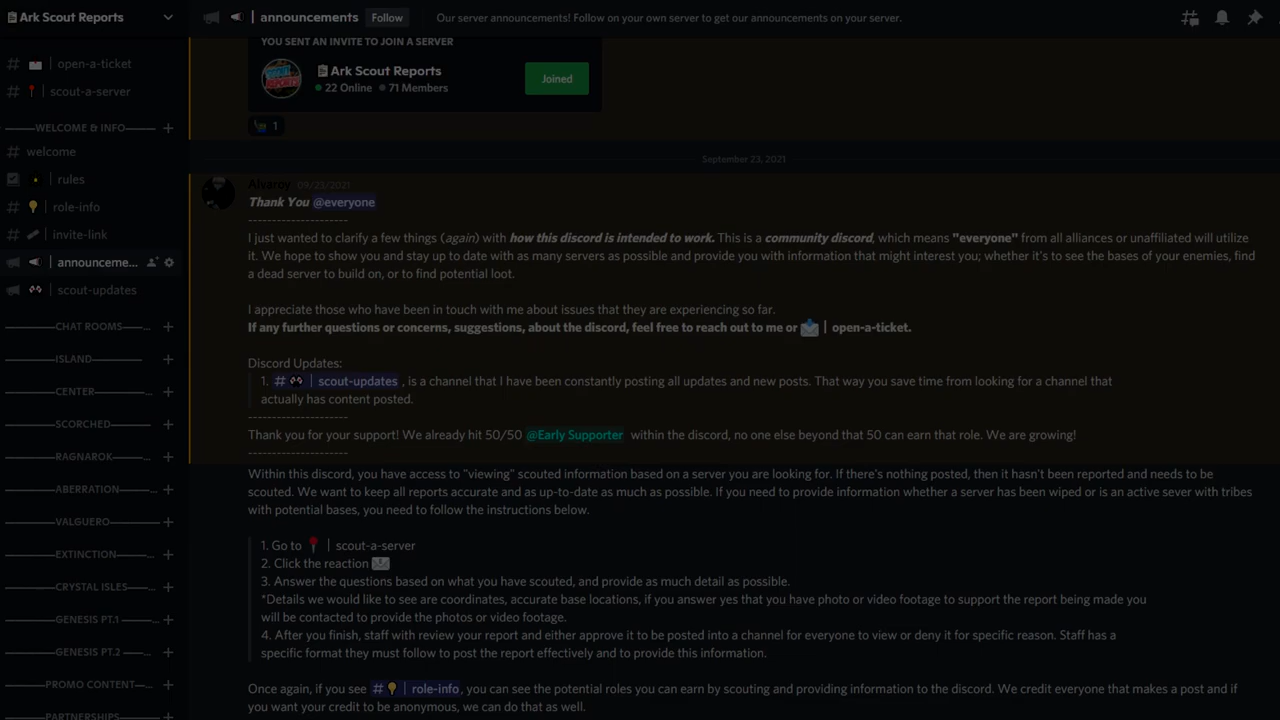 Ark Scout Reports
announcements Follow Our server announcements! Follow on your own server to get our announcements on your server.
open-a-ticket
scout-a-server
WELCOME & INFO
welcome
rules
role-info
invite-link
announceme...
scout-updates
CHAT ROOMS
ISLAND
CENTER
SCORCHED
RAGNAROK
ABERRATION
VALGUERO
EXTINCTION
CRYSTAL ISLES
GENESIS PT.1
GENESIS PT.2
PROMO CONTENT
PARTNERSHIPS
YOU SENT AN INVITE TO JOIN A SERVER
Ark Scout Reports
22 Online 71 Members
Joined
1
September 23, 2021
Alvaroy 09/23/2021
Thank You @everyone
---------------------
I just wanted to clarify a few things (again) with how this discord is intended to work. This is a community discord, which means "everyone" from all alliances or unaffiliated will utilize
it. We hope to show you and stay up to date with as many servers as possible and provide you with information that might interest you; whether it's to see the bases of your enemies, find
a dead server to build on, or to find potential loot.
I appreciate those who have been in touch with me about issues that they are experiencing so far.
If any further questions or concerns, suggestions, about the discord, feel free to reach out to me or | open-a-ticket.
Discord Updates:
1. # | scout-updates , is a channel that I have been constantly posting all updates and new posts. That way you save time from looking for a channel that
actually has content posted.
---------------------
Thank you for your support! We already hit 50/50 @Early Supporter within the discord, no one else beyond that 50 can earn that role. We are growing!
---------------------
Within this discord, you have access to "viewing" scouted information based on a server you are looking for. If there's nothing posted, then it hasn't been reported and needs to be
scouted. We want to keep all reports accurate and as up-to-date as much as possible. If you need to provide information whether a server has been wiped or is an active sever with tribes
with potential bases, you need to follow the instructions below.
1. Go to | scout-a-server
2. Click the reaction
3. Answer the questions based on what you have scouted, and provide as much detail as possible.
*Details we would like to see are coordinates, accurate base locations, if you answer yes that you have photo or video footage to support the report being made you
will be contacted to provide the photos or video footage.
4. After you finish, staff with review your report and either approve it to be posted into a channel for everyone to view or deny it for specific reason. Staff has a
specific format they must follow to post the report effectively and to provide this information.
Once again, if you see # | role-info, you can see the potential roles you can earn by scouting and providing information to the discord. We credit everyone that makes a post and if
you want your credit to be anonymous, we can do that as well.